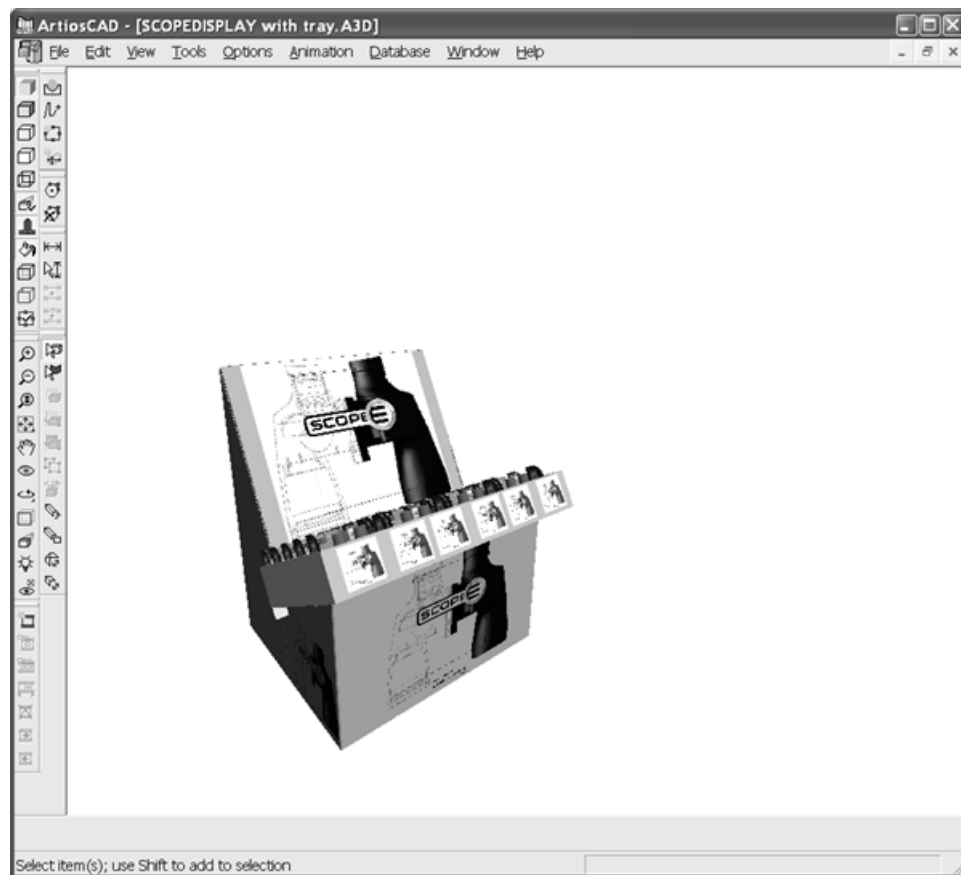 ArtiosCAD - [SCOPEDISPLAY with tray.A3D]
File Edit View Tools Options Animation Database Window Help
SCOPE
SCOPE
Select item(s); use Shift to add to selection